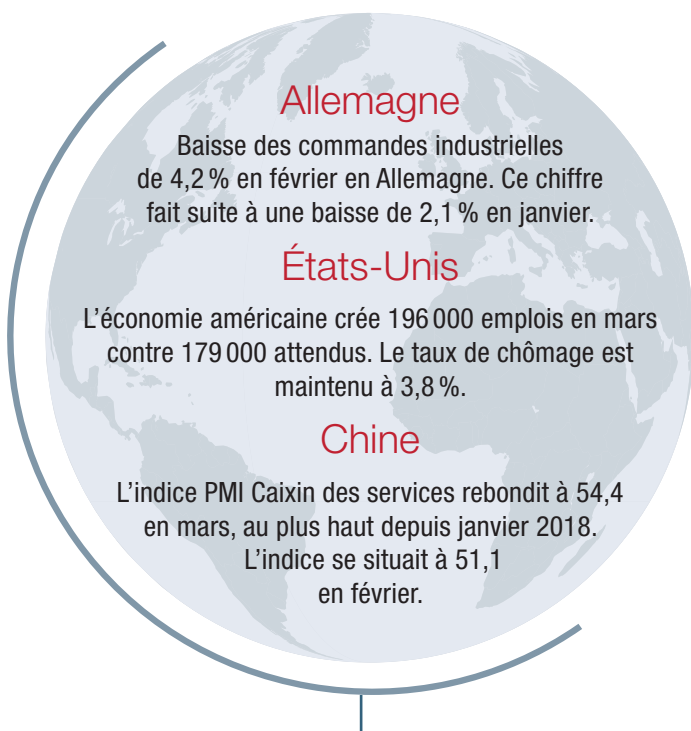 Allemagne
Baisse des commandes industrielles
de 4,2 % en février en Allemagne. Ce chiffre
fait suite à une baisse de 2,1 % en janvier.
États-Unis
L’économie américaine crée 196 000 emplois en mars
contre 179 000 attendus. Le taux de chômage est
maintenu à 3,8 %.
Chine
L’indice PMI Caixin des services rebondit à 54,4
en mars, au plus haut depuis janvier 2018.
L’indice se situait à 51,1
en février.